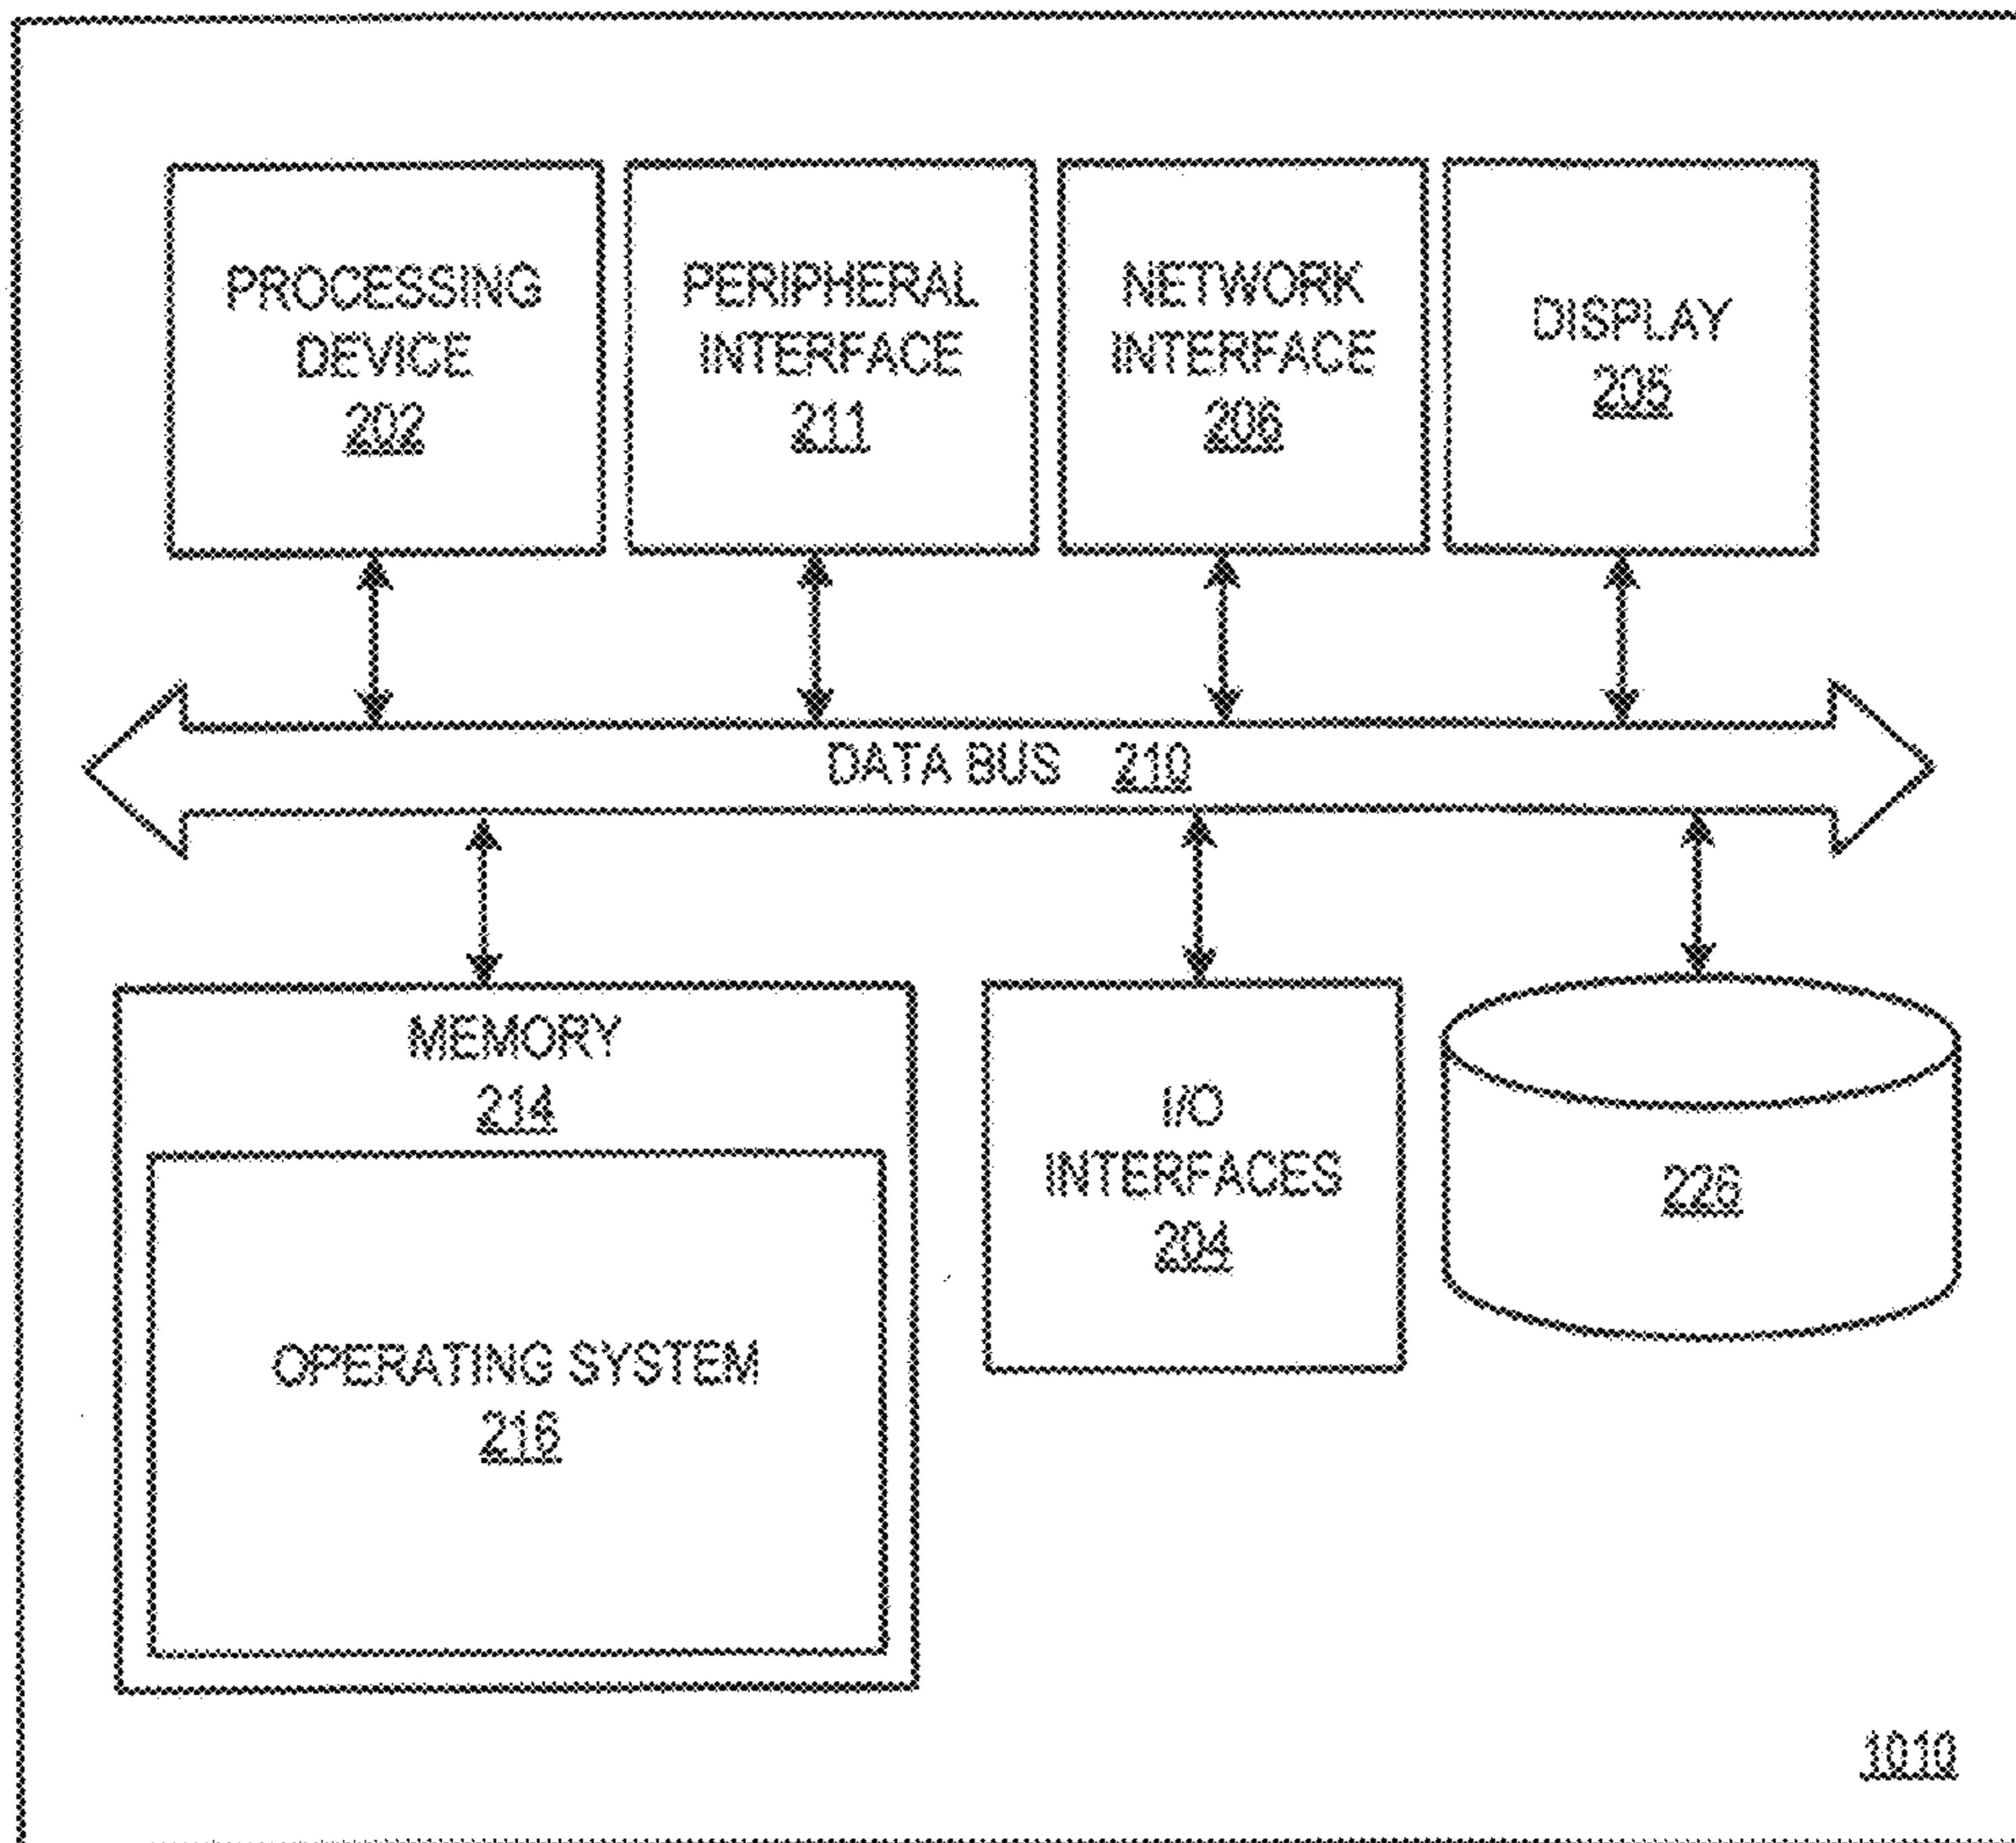 PROCESSING
DEVICE
202
PERIPHERAL
INTERFACE
211
NETWORK
INTERFACE
206
DISPLAY
205
DATA BUS 210
MEMORY
214
OPERATING SYSTEM
216
I/O
INTERFACES
204
226
1010